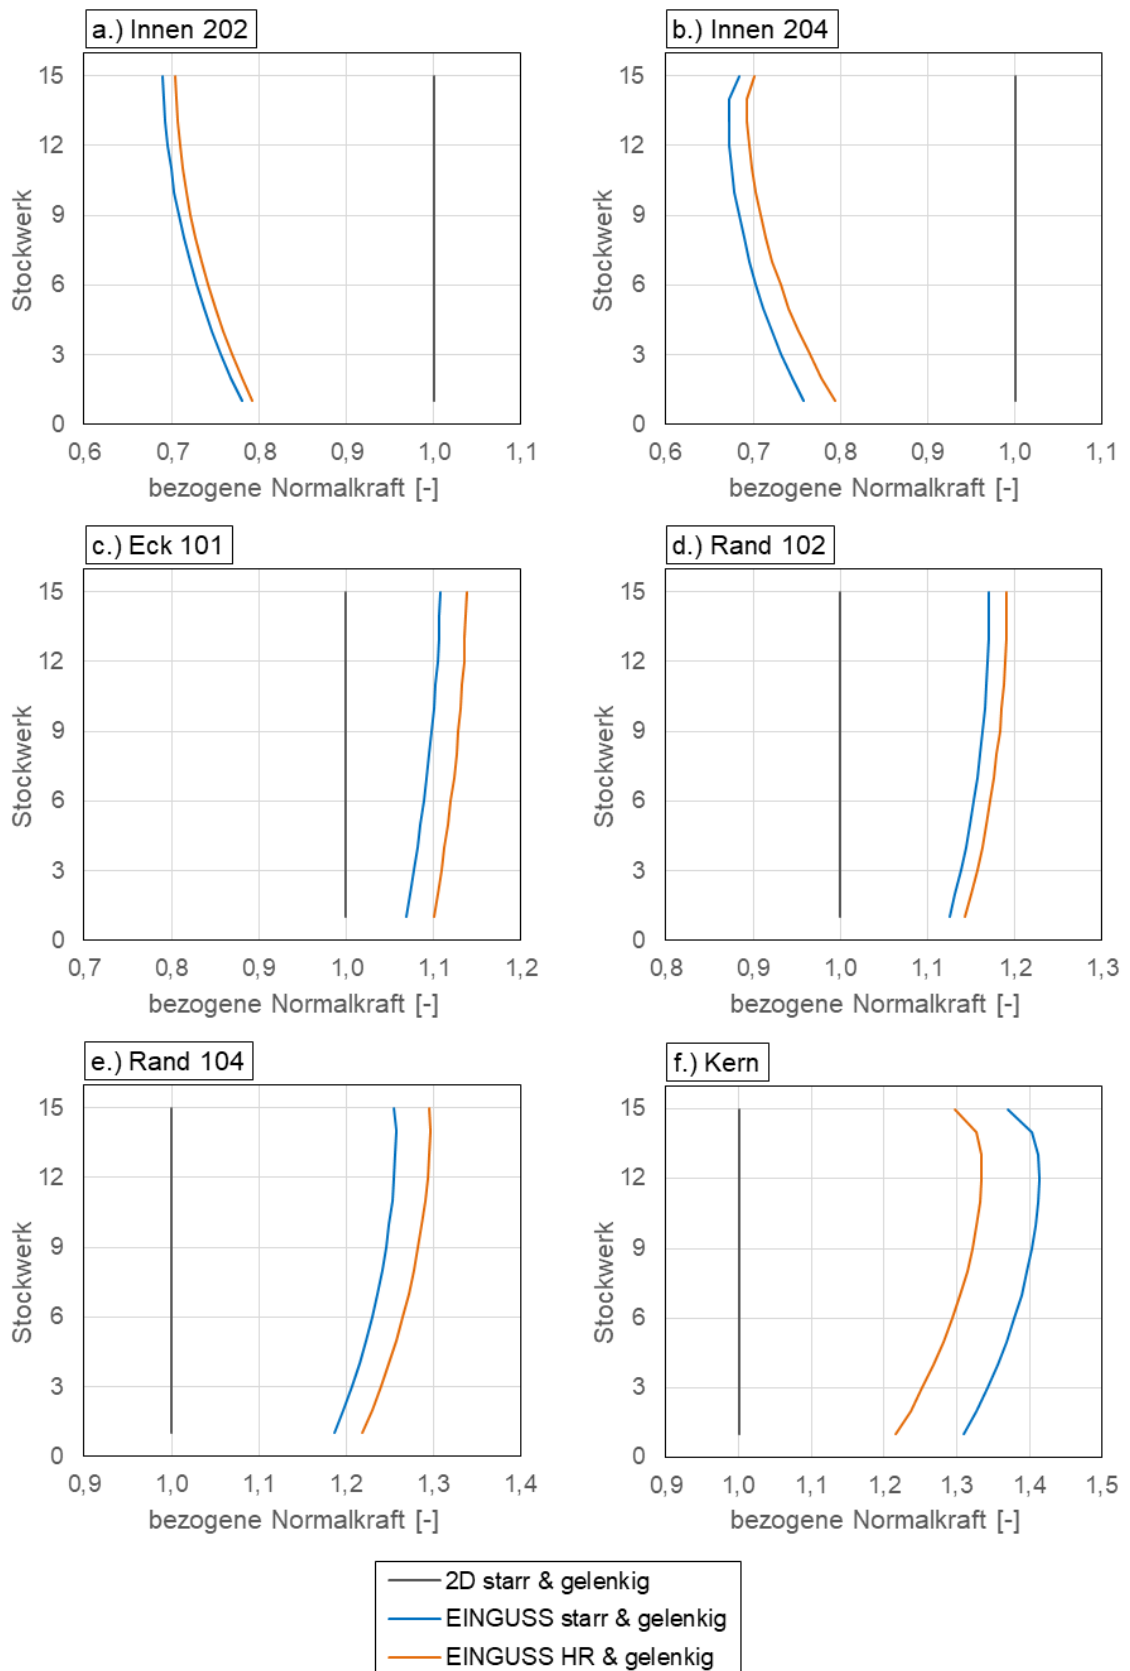 a.) Innen 202
15
12
9
6
3
0
Stockwerk
0,6 0,7 0,8 0,9 1,0 1,1
bezogene Normalkraft [-]
b.) Innen 204
15
12
9
6
3
0
Stockwerk
0,6 0,7 0,8 0,9 1,0 1,1
bezogene Normalkraft [-]
c.) Eck 101
15
12
9
6
3
0
Stockwerk
0,7 0,8 0,9 1,0 1,1 1,2
bezogene Normalkraft [-]
d.) Rand 102
15
12
9
6
3
0
Stockwerk
0,8 0,9 1,0 1,1 1,2 1,3
bezogene Normalkraft [-]
e.) Rand 104
15
12
9
6
3
0
Stockwerk
0,9 1,0 1,1 1,2 1,3 1,4
bezogene Normalkraft [-]
f.) Kern
15
12
9
6
3
0
Stockwerk
0,9 1,0 1,1 1,2 1,3 1,4 1,5
bezogene Normalkraft [-]
2D starr & gelenkig
EINGUSS starr & gelenkig
EINGUSS HR & gelenkig